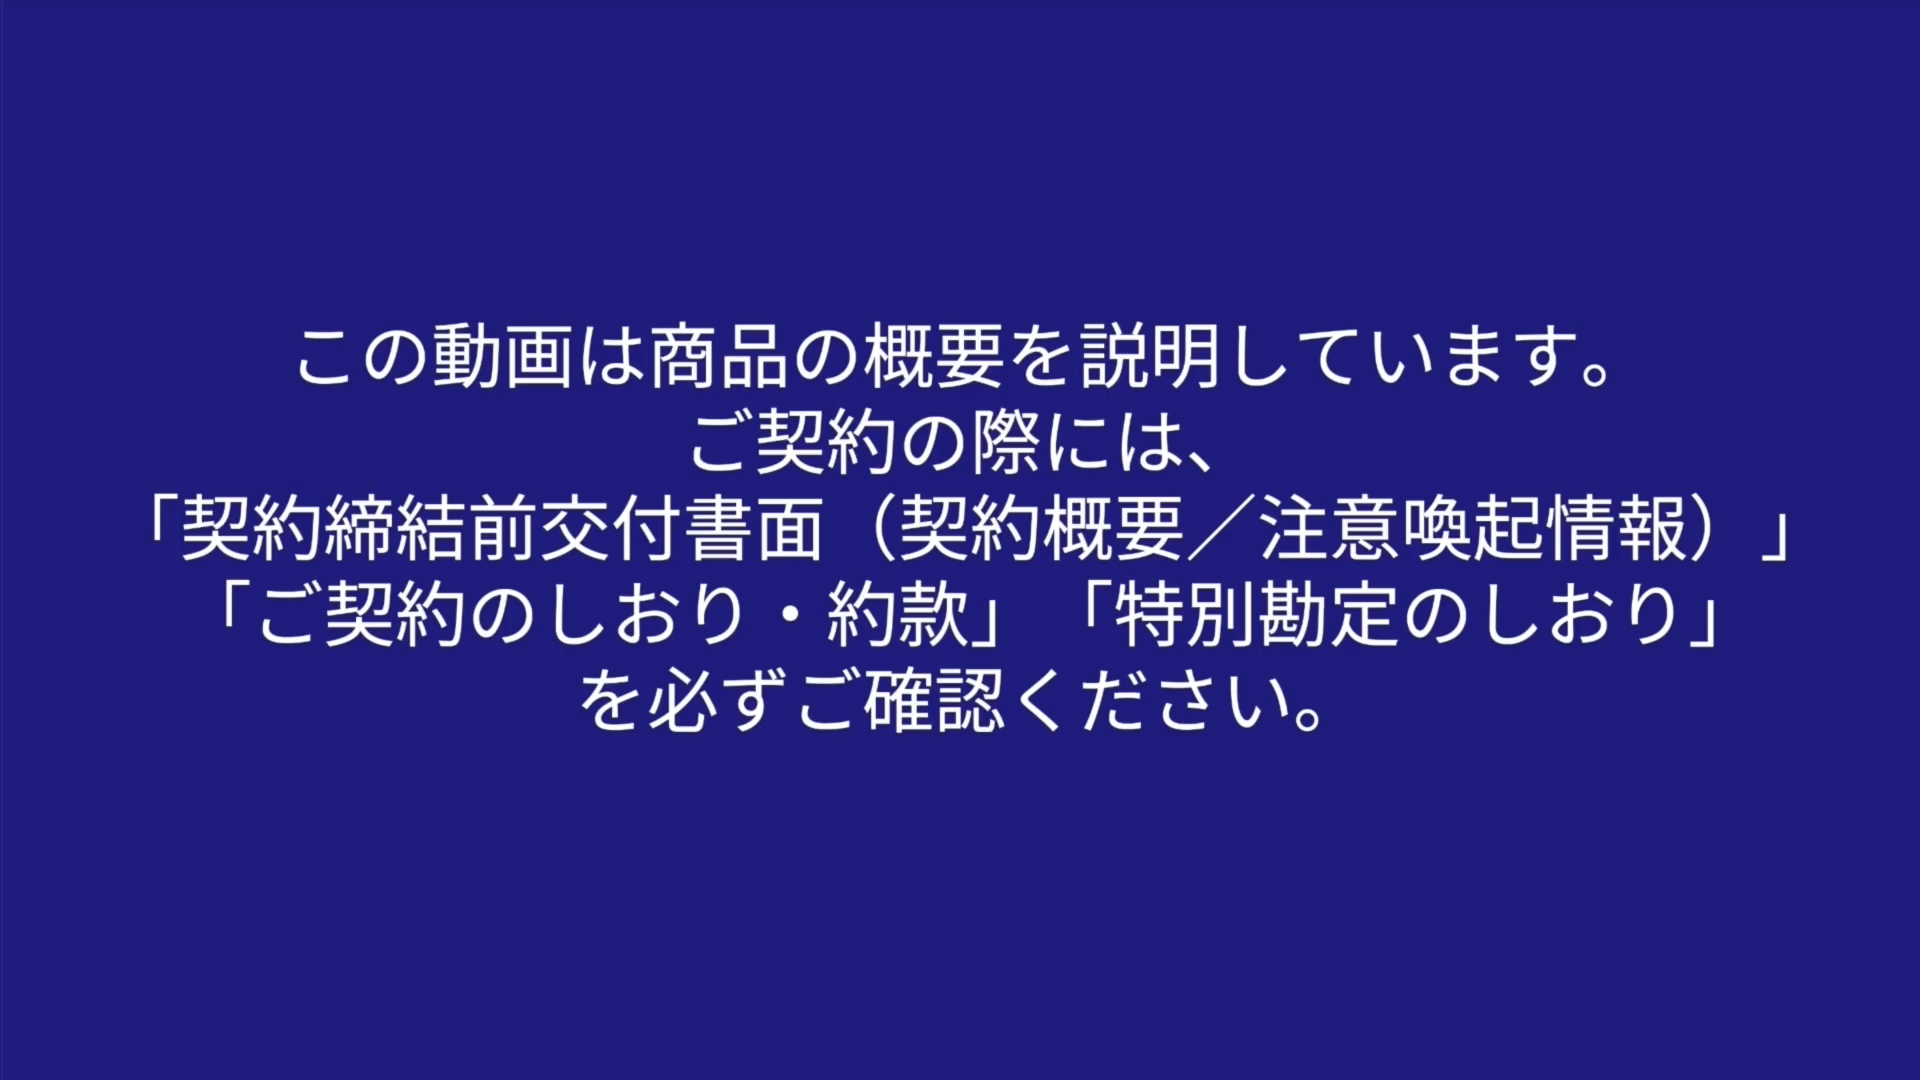 この動画は商品の概要を説明しています。
ご契約の際には、
「契約締結前交付書面（契約概要／注意喚起情報）」
「ご契約のしおり・約款」「特別勘定のしおり」
を必ずご確認ください。